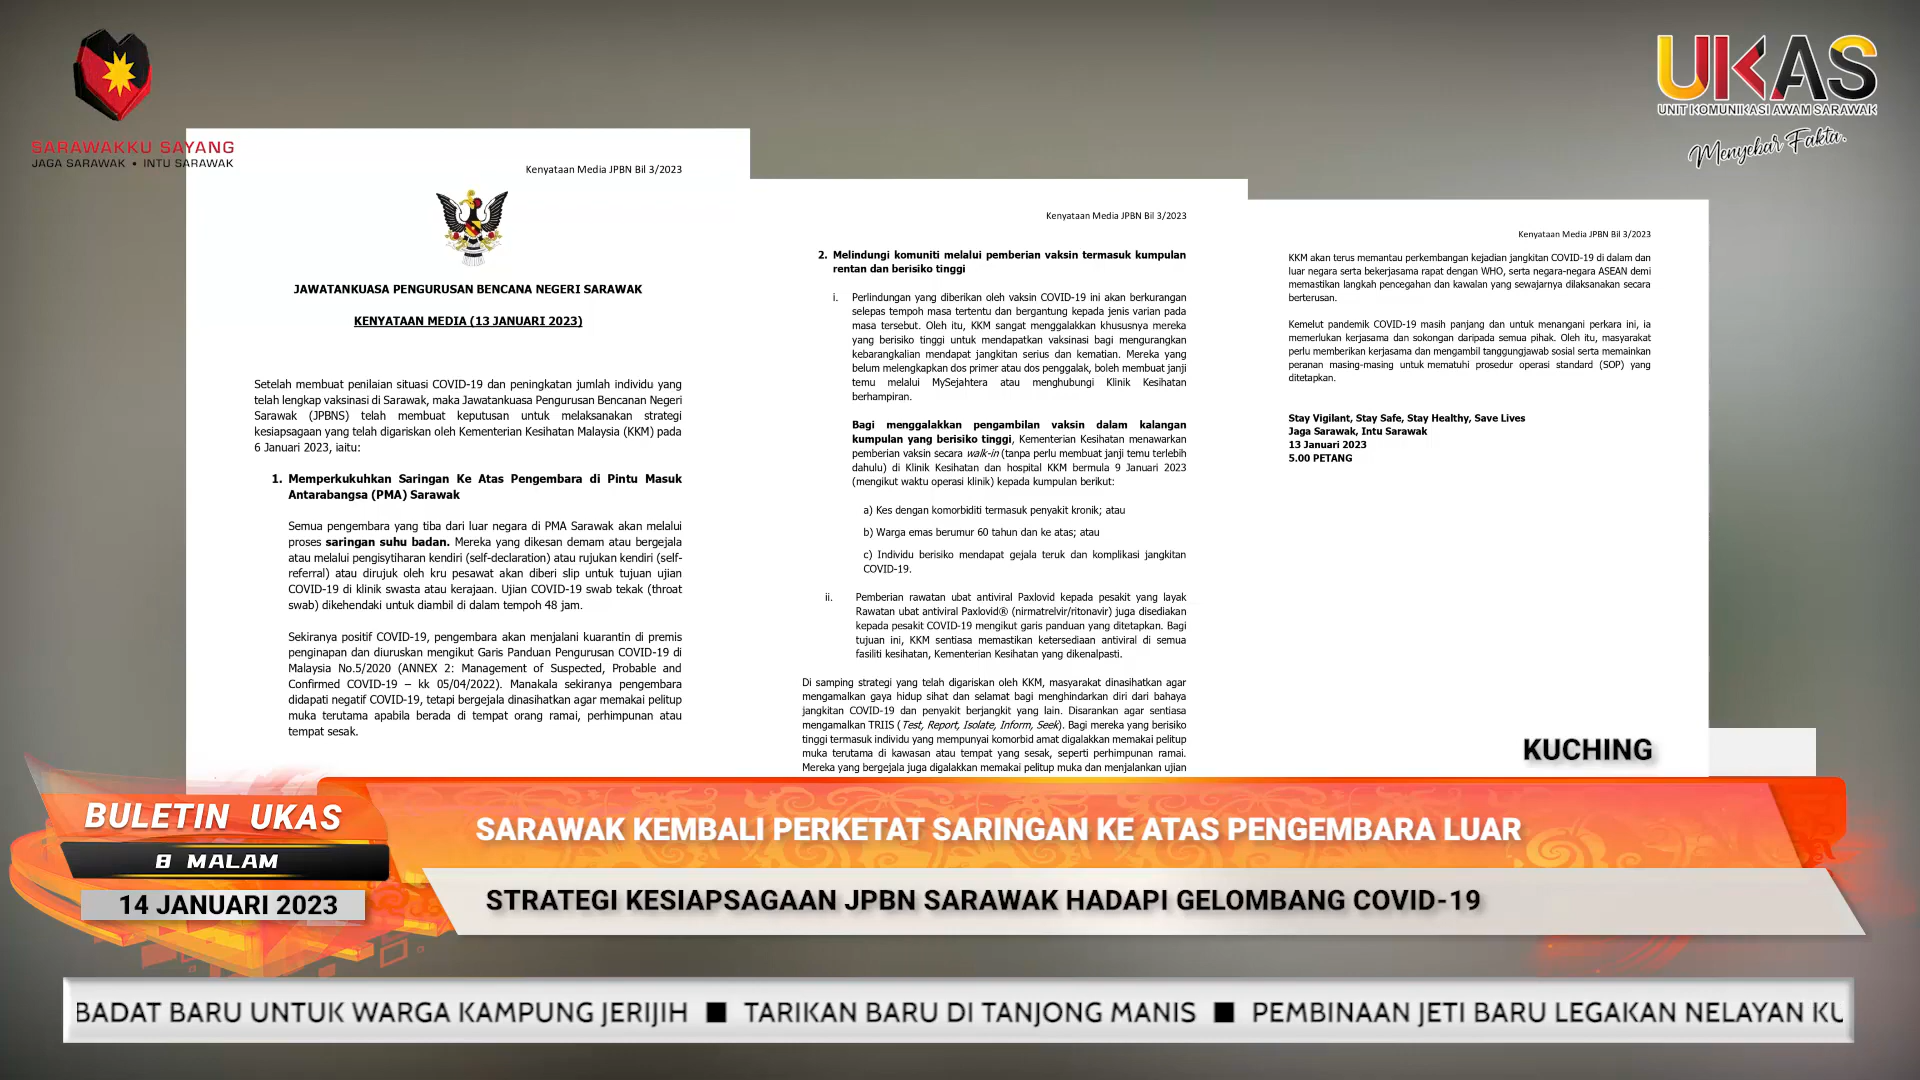 SARAWAKKU SAYANG
JAGA SARAWAK • INTU SARAWAK
UKAS
UNIT KOMUNIKASI AWAM SARAWAK
Menyebar Fakta.
Kenyataan Media JPBN Bil 3/2023
JAWATANKUASA PENGURUSAN BENCANA NEGERI SARAWAK
KENYATAAN MEDIA (13 JANUARI 2023)
Setelah membuat penilaian situasi COVID-19 dan peningkatan jumlah individu yang
telah lengkap vaksinasi di Sarawak, maka Jawatankuasa Pengurusan Bencanan Negeri
Sarawak (JPBNS) telah membuat keputusan untuk melaksanakan strategi
kesiapsagaan yang telah digariskan oleh Kementerian Kesihatan Malaysia (KKM) pada
6 Januari 2023, iaitu:
1. Memperkukuhkan Saringan Ke Atas Pengembara di Pintu Masuk
Antarabangsa (PMA) Sarawak
Semua pengembara yang tiba dari luar negara di PMA Sarawak akan melalui
proses saringan suhu badan. Mereka yang dikesan demam atau bergejala
atau melalui pengisytiharan kendiri (self-declaration) atau rujukan kendiri (self-
referral) atau dirujuk oleh kru pesawat akan diberi slip untuk tujuan ujian
COVID-19 di klinik swasta atau kerajaan. Ujian COVID-19 swab tekak (throat
swab) dikehendaki untuk diambil di dalam tempoh 48 jam.
Sekiranya positif COVID-19, pengembara akan menjalani kuarantin di premis
penginapan dan diuruskan mengikut Garis Panduan Pengurusan COVID-19 di
Malaysia No.5/2020 (ANNEX 2: Management of Suspected, Probable and
Confirmed COVID-19 – kk 05/04/2022). Manakala sekiranya pengembara
didapati negatif COVID-19, tetapi bergejala dinasihatkan agar memakai pelitup
muka terutama apabila berada di tempat orang ramai, perhimpunan atau
tempat sesak.
Kenyataan Media JPBN Bil 3/2023
2. Melindungi komuniti melalui pemberian vaksin termasuk kumpulan
rentan dan berisiko tinggi
i. Perlindungan yang diberikan oleh vaksin COVID-19 ini akan berkurangan
selepas tempoh masa tertentu dan bergantung kepada jenis varian pada
masa tersebut. Oleh itu, KKM sangat menggalakkan khususnya mereka
yang berisiko tinggi untuk mendapatkan vaksinasi bagi mengurangkan
kebarangkalian mendapat jangkitan serius dan kematian. Mereka yang
belum melengkapkan dos primer atau dos penggalak, boleh membuat janji
temu melalui MySejahtera atau menghubungi Klinik Kesihatan
berhampiran.
Bagi menggalakkan pengambilan vaksin dalam kalangan
kumpulan yang berisiko tinggi, Kementerian Kesihatan menawarkan
pemberian vaksin secara walk-in (tanpa perlu membuat janji temu terlebih
dahulu) di Klinik Kesihatan dan hospital KKM bermula 9 Januari 2023
(mengikut waktu operasi klinik) kepada kumpulan berikut:
a) Kes dengan komorbiditi termasuk penyakit kronik; atau
b) Warga emas berumur 60 tahun dan ke atas; atau
c) Individu berisiko mendapat gejala teruk dan komplikasi jangkitan
COVID-19.
ii. Pemberian rawatan ubat antiviral Paxlovid kepada pesakit yang layak
Rawatan ubat antiviral Paxlovid® (nirmatrelvir/ritonavir) juga disediakan
kepada pesakit COVID-19 mengikut garis panduan yang ditetapkan. Bagi
tujuan ini, KKM sentiasa memastikan ketersediaan antiviral di semua
fasiliti kesihatan, Kementerian Kesihatan yang dikenalpasti.
Di samping strategi yang telah digariskan oleh KKM, masyarakat dinasihatkan agar
mengamalkan gaya hidup sihat dan selamat bagi menghindarkan diri dari bahaya
jangkitan COVID-19 dan penyakit berjangkit yang lain. Disarankan agar sentiasa
mengamalkan TRIIS (Test, Report, Isolate, Inform, Seek). Bagi mereka yang berisiko
tinggi termasuk individu yang mempunyai komorbid amat digalakkan memakai pelitup
muka terutama di kawasan atau tempat yang sesak, seperti perhimpunan ramai.
Mereka yang bergejala juga digalakkan memakai pelitup muka dan menjalankan ujian
Kenyataan Media JPBN Bil 3/2023
KKM akan terus memantau perkembangan kejadian jangkitan COVID-19 di dalam dan
luar negara serta bekerjasama rapat dengan WHO, serta negara-negara ASEAN demi
memastikan langkah pencegahan dan kawalan yang sewajarnya dilaksanakan secara
berterusan.
Kemelut pandemik COVID-19 masih panjang dan untuk menangani perkara ini, ia
memerlukan kerjasama dan sokongan daripada semua pihak. Oleh itu, masyarakat
perlu memberikan kerjasama dan mengambil tanggungjawab sosial serta memainkan
peranan masing-masing untuk mematuhi prosedur operasi standard (SOP) yang
ditetapkan.
Stay Vigilant, Stay Safe, Stay Healthy, Save Lives
Jaga Sarawak, Intu Sarawak
13 Januari 2023
5.00 PETANG
KUCHING
BULETIN UKAS
8 MALAM
14 JANUARI 2023
SARAWAK KEMBALI PERKETAT SARINGAN KE ATAS PENGEMBARA LUAR
STRATEGI KESIAPSAGAAN JPBN SARAWAK HADAPI GELOMBANG COVID-19
BADAT BARU UNTUK WARGA KAMPUNG JERIJIH ■ TARIKAN BARU DI TANJONG MANIS ■ PEMBINAAN JETI BARU LEGAKAN NELAYAN KU